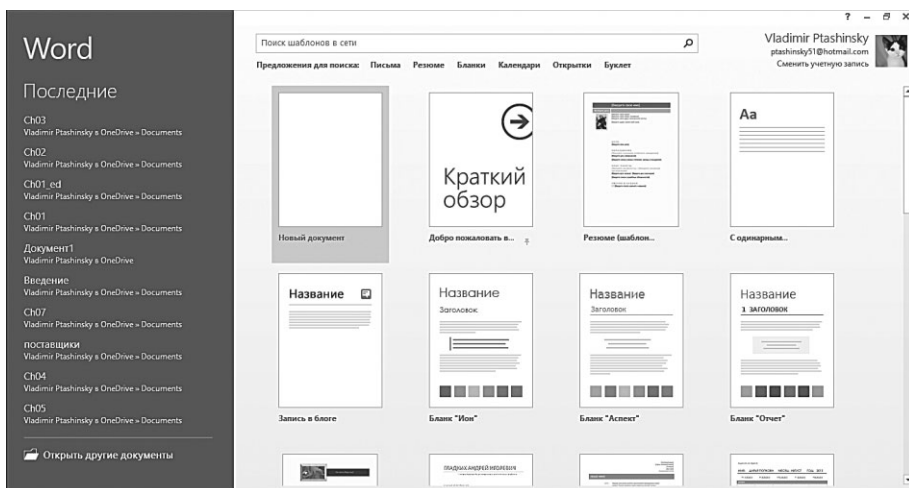 Word
Последние
Ch03
Vladimir Ptashinsky в OneDrive » Documents
Ch02
Vladimir Ptashinsky в OneDrive » Documents
Ch01_ed
Vladimir Ptashinsky в OneDrive » Documents
Ch01
Vladimir Ptashinsky в OneDrive » Documents
Документ1
Vladimir Ptashinsky в OneDrive
Введение
Vladimir Ptashinsky в OneDrive » Documents
Ch07
Vladimir Ptashinsky в OneDrive » Documents
поставщики
Vladimir Ptashinsky в OneDrive » Documents
Ch04
Vladimir Ptashinsky в OneDrive » Documents
Ch05
Vladimir Ptashinsky в OneDrive » Documents
Открыть другие документы
Поиск шаблонов в сети
Предложения для поиска: Письма Резюме Бланки Календари Открытки Буклет
Vladimir Ptashinsky
ptashinsky51@hotmail.com
Сменить учетную запись
Краткий
обзор
Aa
Новый документ
Добро пожаловать в...
Резюме (шаблон...
С одинарным...
Название
Название
Заголовок
Название
Заголовок
Название
1 ЗАГОЛОВОК
Запись в блоге
Бланк "Ион"
Бланк "Аспект"
Бланк "Отчет"